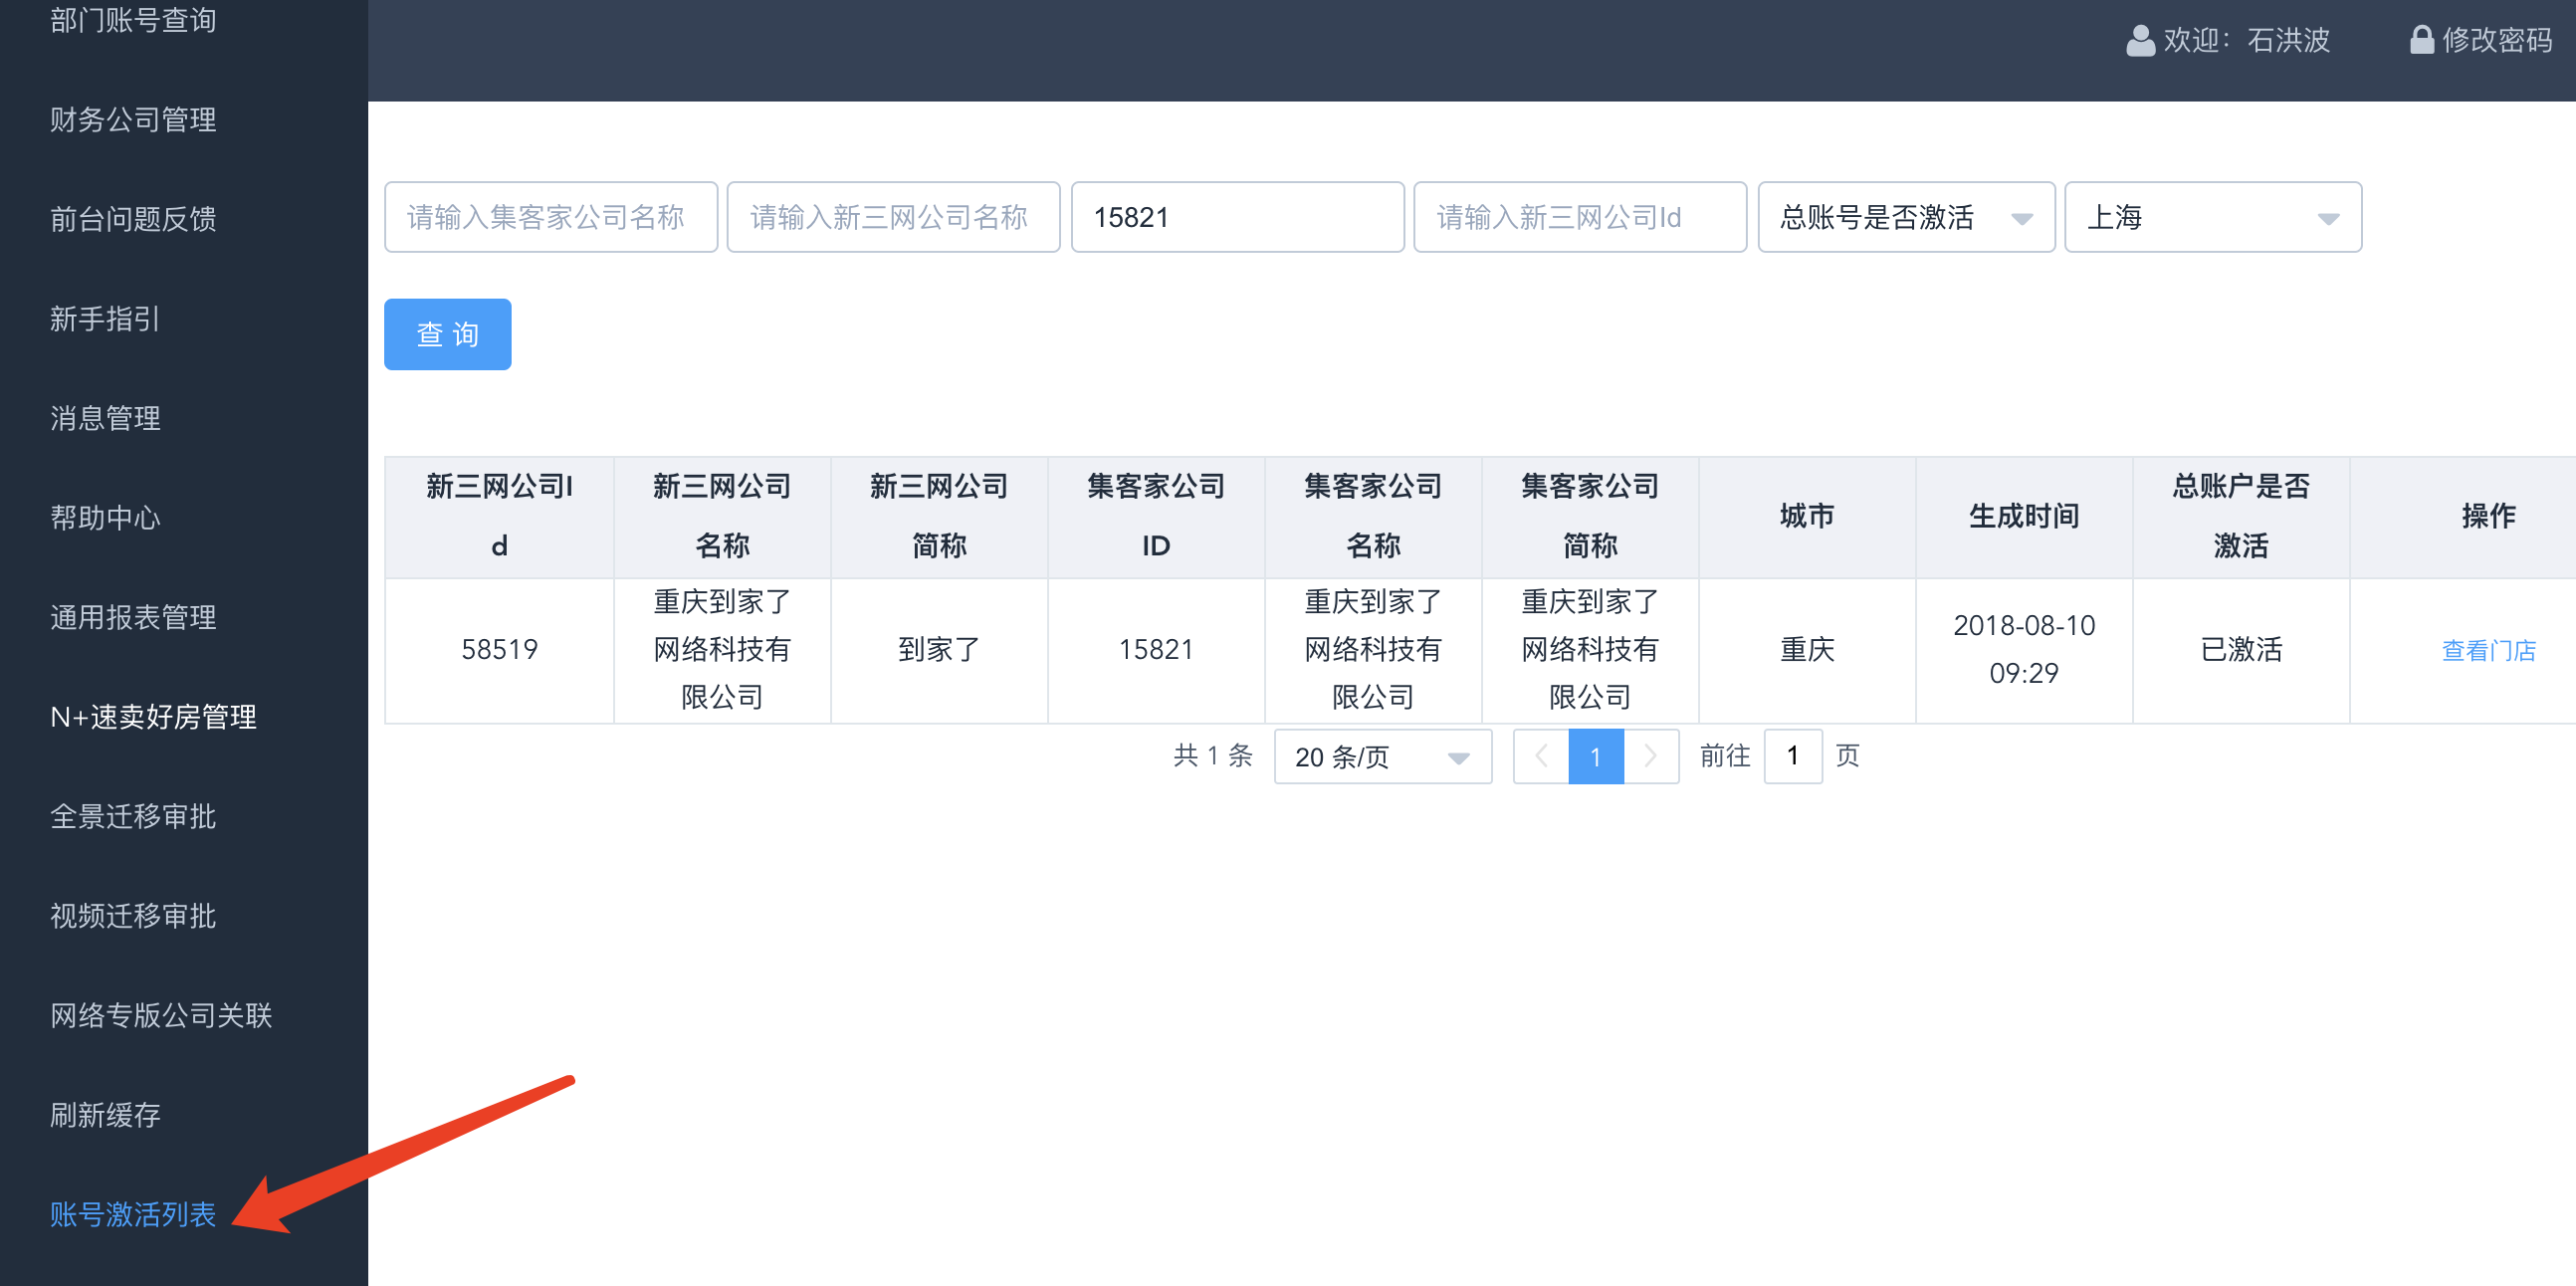 部门账号查询
财务公司管理
前台问题反馈
新手指引
消息管理
帮助中心
通用报表管理
N+速卖好房管理
全景迁移审批
视频迁移审批
网络专版公司关联
刷新缓存
账号激活列表
欢迎：石洪波
修改密码
请输入集客家公司名称
请输入新三网公司名称
15821
请输入新三网公司Id
总账号是否激活
上海
查 询
新三网公司I
d
新三网公司
名称
新三网公司
简称
集客家公司
ID
集客家公司
名称
集客家公司
简称
城市
生成时间
总账户是否
激活
操作
58519
重庆到家了
网络科技有
限公司
到家了
15821
重庆到家了
网络科技有
限公司
重庆到家了
网络科技有
限公司
重庆
2018-08-10
09:29
已激活
查看门店
共 1 条
20 条/页
1
前往 1 页